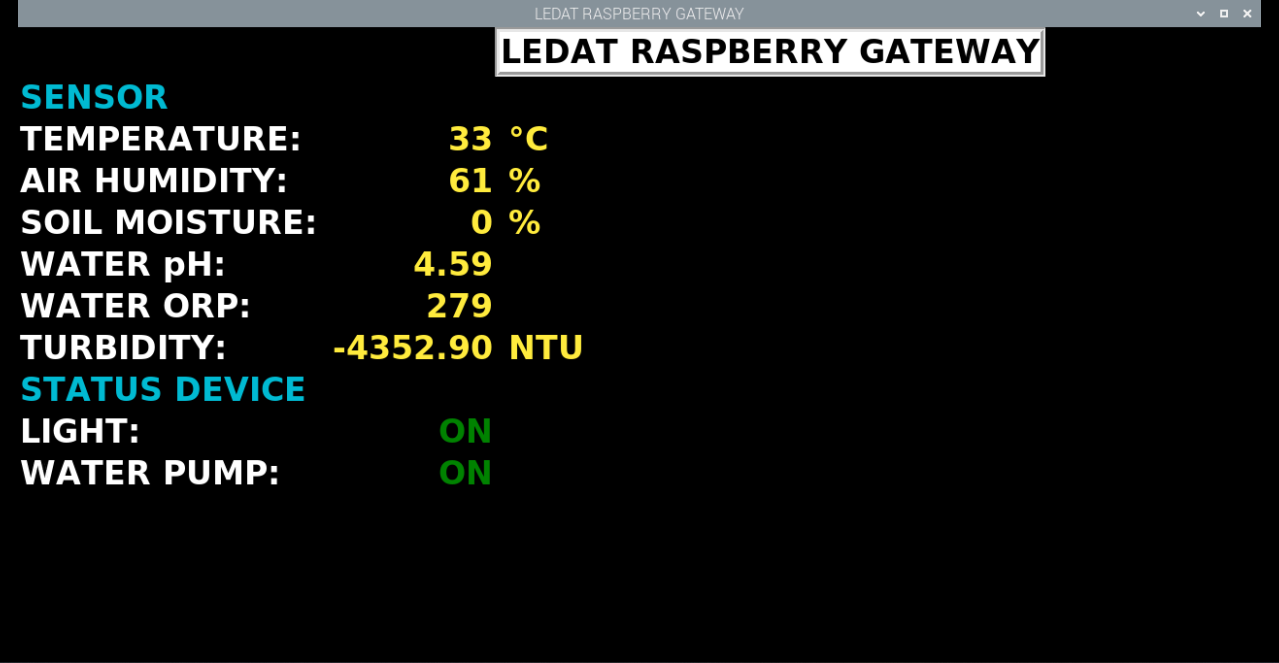 LEDAT RASPBERRY GATEWAY
LEDAT RASPBERRY GATEWAY
SENSOR
TEMPERATURE: 33 °C
AIR HUMIDITY: 61 %
SOIL MOISTURE: 0 %
WATER pH: 4.59
WATER ORP: 279
TURBIDITY: -4352.90 NTU
STATUS DEVICE
LIGHT: ON
WATER PUMP: ON